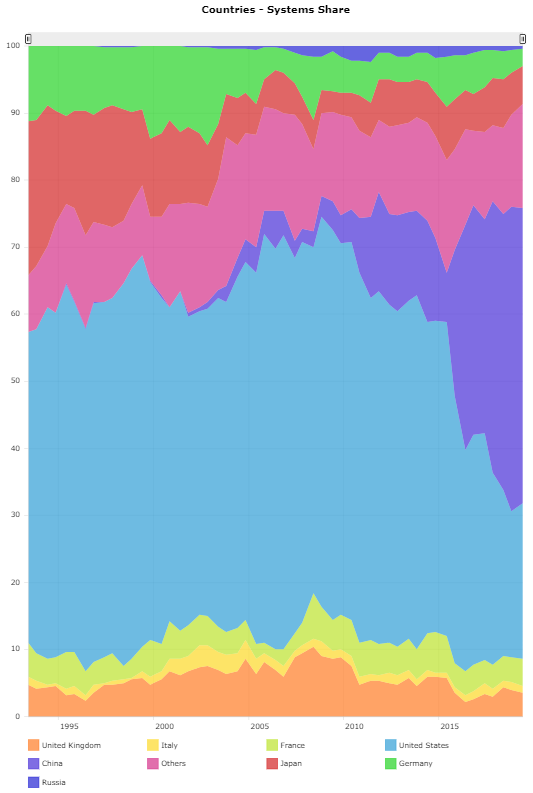 Countries - Systems Share
100
90
80
70
60
50
40
30
20
10
0
1995 2000 2005 2010 2015
United Kingdom Italy France United States
China Others Japan Germany
Russia